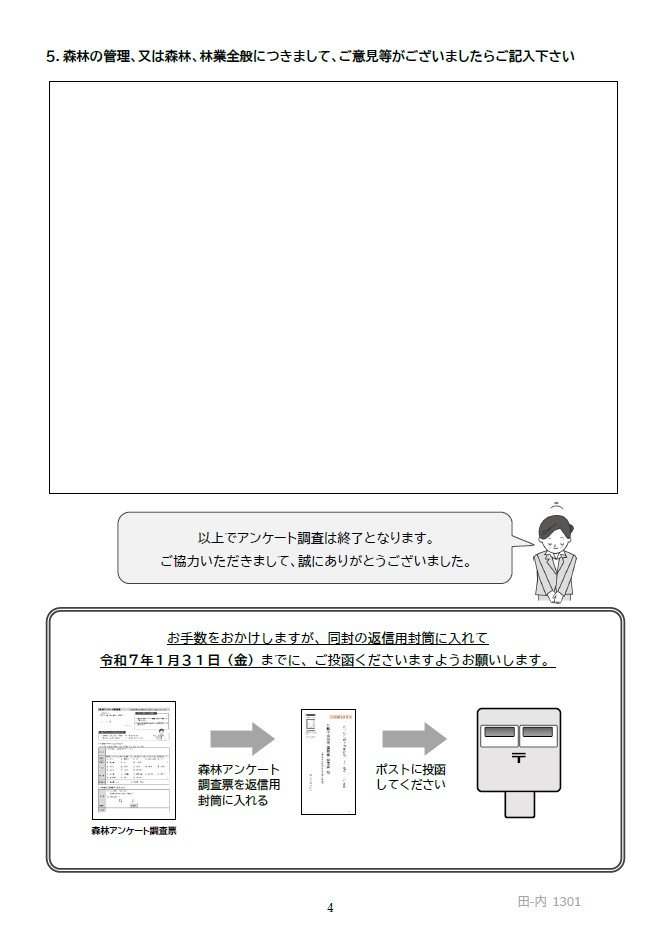 ５．森林の管理、又は森林、林業全般につきまして、ご意見等がございましたらご記入下さい
以上でアンケート調査は終了となります。
ご協力いただきまして、誠にありがとうございました。
お手数をおかけしますが、同封の返信用封筒に入れて
令和７年１月３１日（金）までに、ご投函くださいますようお願いします。
森林アンケート
調査票を返信用
封筒に入れる
ポストに投函
してください
〒
森林アンケート調査票
4
田-内 1301